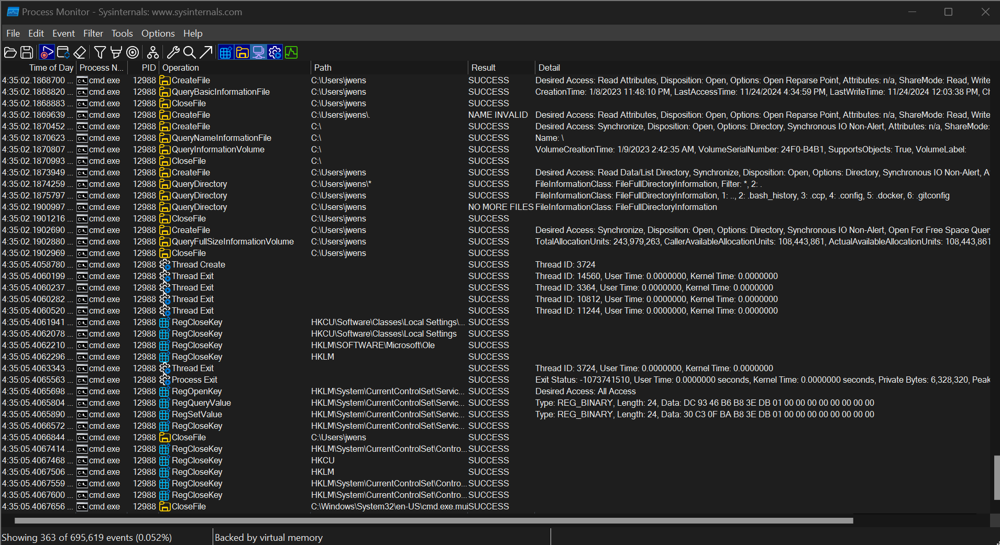 Process Monitor - Sysinternals: www.sysinternals.com
File Edit Event Filter Tools Options Help
Time of Day Process N... PID Operation Path Result Detail
4:35:02.1868700 ... cmd.exe 12988 CreateFile C:\Users\jwens SUCCESS Desired Access: Read Attributes, Disposition: Open, Options: Open Reparse Point, Attributes: n/a, ShareMode: Read, Write
4:35:02.1868820 ... cmd.exe 12988 QueryBasicInformationFile C:\Users\jwens SUCCESS CreationTime: 1/8/2023 11:48:10 PM, LastAccessTime: 11/24/2024 4:34:59 PM, LastWriteTime: 11/24/2024 12:03:38 PM, Ch
4:35:02.1868883 ... cmd.exe 12988 CloseFile C:\Users\jwens SUCCESS
4:35:02.1869639 ... cmd.exe 12988 CreateFile C:\Users\jwens\. NAME INVALID Desired Access: Read Attributes, Disposition: Open, Options: Open Reparse Point, Attributes: n/a, ShareMode: Read, Write
4:35:02.1870452 ... cmd.exe 12988 CreateFile C:\ SUCCESS Desired Access: Synchronize, Disposition: Open, Options: Directory, Synchronous IO Non-Alert, Attributes: n/a, ShareMode:
4:35:02.1870623 ... cmd.exe 12988 QueryNameInformationFile C:\ SUCCESS Name: \
4:35:02.1870807 ... cmd.exe 12988 QueryInformationVolume C:\ SUCCESS VolumeCreationTime: 1/9/2023 2:42:35 AM, VolumeSerialNumber: 24F0-B4B1, SupportsObjects: True, VolumeLabel:
4:35:02.1870993 ... cmd.exe 12988 CloseFile C:\ SUCCESS
4:35:02.1873949 ... cmd.exe 12988 CreateFile C:\Users\jwens SUCCESS Desired Access: Read Data/List Directory, Synchronize, Disposition: Open, Options: Directory, Synchronous IO Non-Alert, A
4:35:02.1874259 ... cmd.exe 12988 QueryDirectory C:\Users\jwens\* SUCCESS FileInformationClass: FileFullDirectoryInformation, Filter: *, 2: .
4:35:02.1875797 ... cmd.exe 12988 QueryDirectory C:\Users\jwens SUCCESS FileInformationClass: FileFullDirectoryInformation, 1: .., 2: .bash_history, 3: .ccp, 4: .config, 5: .docker, 6: .gitconfig
4:35:02.1900997 ... cmd.exe 12988 QueryDirectory C:\Users\jwens NO MORE FILES FileInformationClass: FileFullDirectoryInformation
4:35:02.1901216 ... cmd.exe 12988 CloseFile C:\Users\jwens SUCCESS
4:35:02.1902690 ... cmd.exe 12988 CreateFile C:\Users\jwens SUCCESS Desired Access: Synchronize, Disposition: Open, Options: Directory, Synchronous IO Non-Alert, Open For Free Space Quer
4:35:02.1902880 ... cmd.exe 12988 QueryFullSizeInformationVolume C:\Users\jwens SUCCESS TotalAllocationUnits: 243,979,263, CallerAvailableAllocationUnits: 108,443,861, ActualAvailableAllocationUnits: 108,443,861
4:35:02.1902969 ... cmd.exe 12988 CloseFile C:\Users\jwens SUCCESS
4:35:05.4058780 ... cmd.exe 12988 Thread Create SUCCESS Thread ID: 3724
4:35:05.4060199 ... cmd.exe 12988 Thread Exit SUCCESS Thread ID: 14560, User Time: 0.0000000, Kernel Time: 0.0000000
4:35:05.4060237 ... cmd.exe 12988 Thread Exit SUCCESS Thread ID: 3364, User Time: 0.0000000, Kernel Time: 0.0000000
4:35:05.4060282 ... cmd.exe 12988 Thread Exit SUCCESS Thread ID: 10812, User Time: 0.0000000, Kernel Time: 0.0000000
4:35:05.4060520 ... cmd.exe 12988 Thread Exit SUCCESS Thread ID: 11244, User Time: 0.0000000, Kernel Time: 0.0000000
4:35:05.4061941 ... cmd.exe 12988 RegCloseKey HKCU\Software\Classes\Local Settings\... SUCCESS
4:35:05.4062078 ... cmd.exe 12988 RegCloseKey HKCU\Software\Classes\Local Settings SUCCESS
4:35:05.4062210 ... cmd.exe 12988 RegCloseKey HKLM\SOFTWARE\Microsoft\Ole SUCCESS
4:35:05.4062296 ... cmd.exe 12988 RegCloseKey HKLM SUCCESS
4:35:05.4063343 ... cmd.exe 12988 Thread Exit SUCCESS Thread ID: 3724, User Time: 0.0000000, Kernel Time: 0.0000000
4:35:05.4065563 ... cmd.exe 12988 Process Exit SUCCESS Exit Status: -1073741510, User Time: 0.0000000 seconds, Kernel Time: 0.0000000 seconds, Private Bytes: 6,328,320, Peak
4:35:05.4065698 ... cmd.exe 12988 RegOpenKey HKLM\System\CurrentControlSet\Servic... SUCCESS Desired Access: All Access
4:35:05.4065804 ... cmd.exe 12988 RegQueryValue HKLM\System\CurrentControlSet\Servic... SUCCESS Type: REG_BINARY, Length: 24, Data: DC 93 46 B6 B8 3E DB 01 00 00 00 00 00 00 00 00
4:35:05.4065890 ... cmd.exe 12988 RegSetValue HKLM\System\CurrentControlSet\Servic... SUCCESS Type: REG_BINARY, Length: 24, Data: 30 C3 0F BA B8 3E DB 01 00 00 00 00 00 00 00 00
4:35:05.4066572 ... cmd.exe 12988 RegCloseKey HKLM\System\CurrentControlSet\Servic... SUCCESS
4:35:05.4066844 ... cmd.exe 12988 CloseFile C:\Users\jwens SUCCESS
4:35:05.4067414 ... cmd.exe 12988 RegCloseKey HKLM\System\CurrentControlSet\Contro... SUCCESS
4:35:05.4067468 ... cmd.exe 12988 RegCloseKey HKCU SUCCESS
4:35:05.4067506 ... cmd.exe 12988 RegCloseKey HKLM SUCCESS
4:35:05.4067559 ... cmd.exe 12988 RegCloseKey HKLM\System\CurrentControlSet\Contro... SUCCESS
4:35:05.4067600 ... cmd.exe 12988 RegCloseKey HKLM\System\CurrentControlSet\Contro... SUCCESS
4:35:05.4067656 ... cmd.exe 12988 CloseFile C:\Windows\System32\en-US\cmd.exe.mui SUCCESS
Showing 363 of 695,619 events (0.052%) Backed by virtual memory